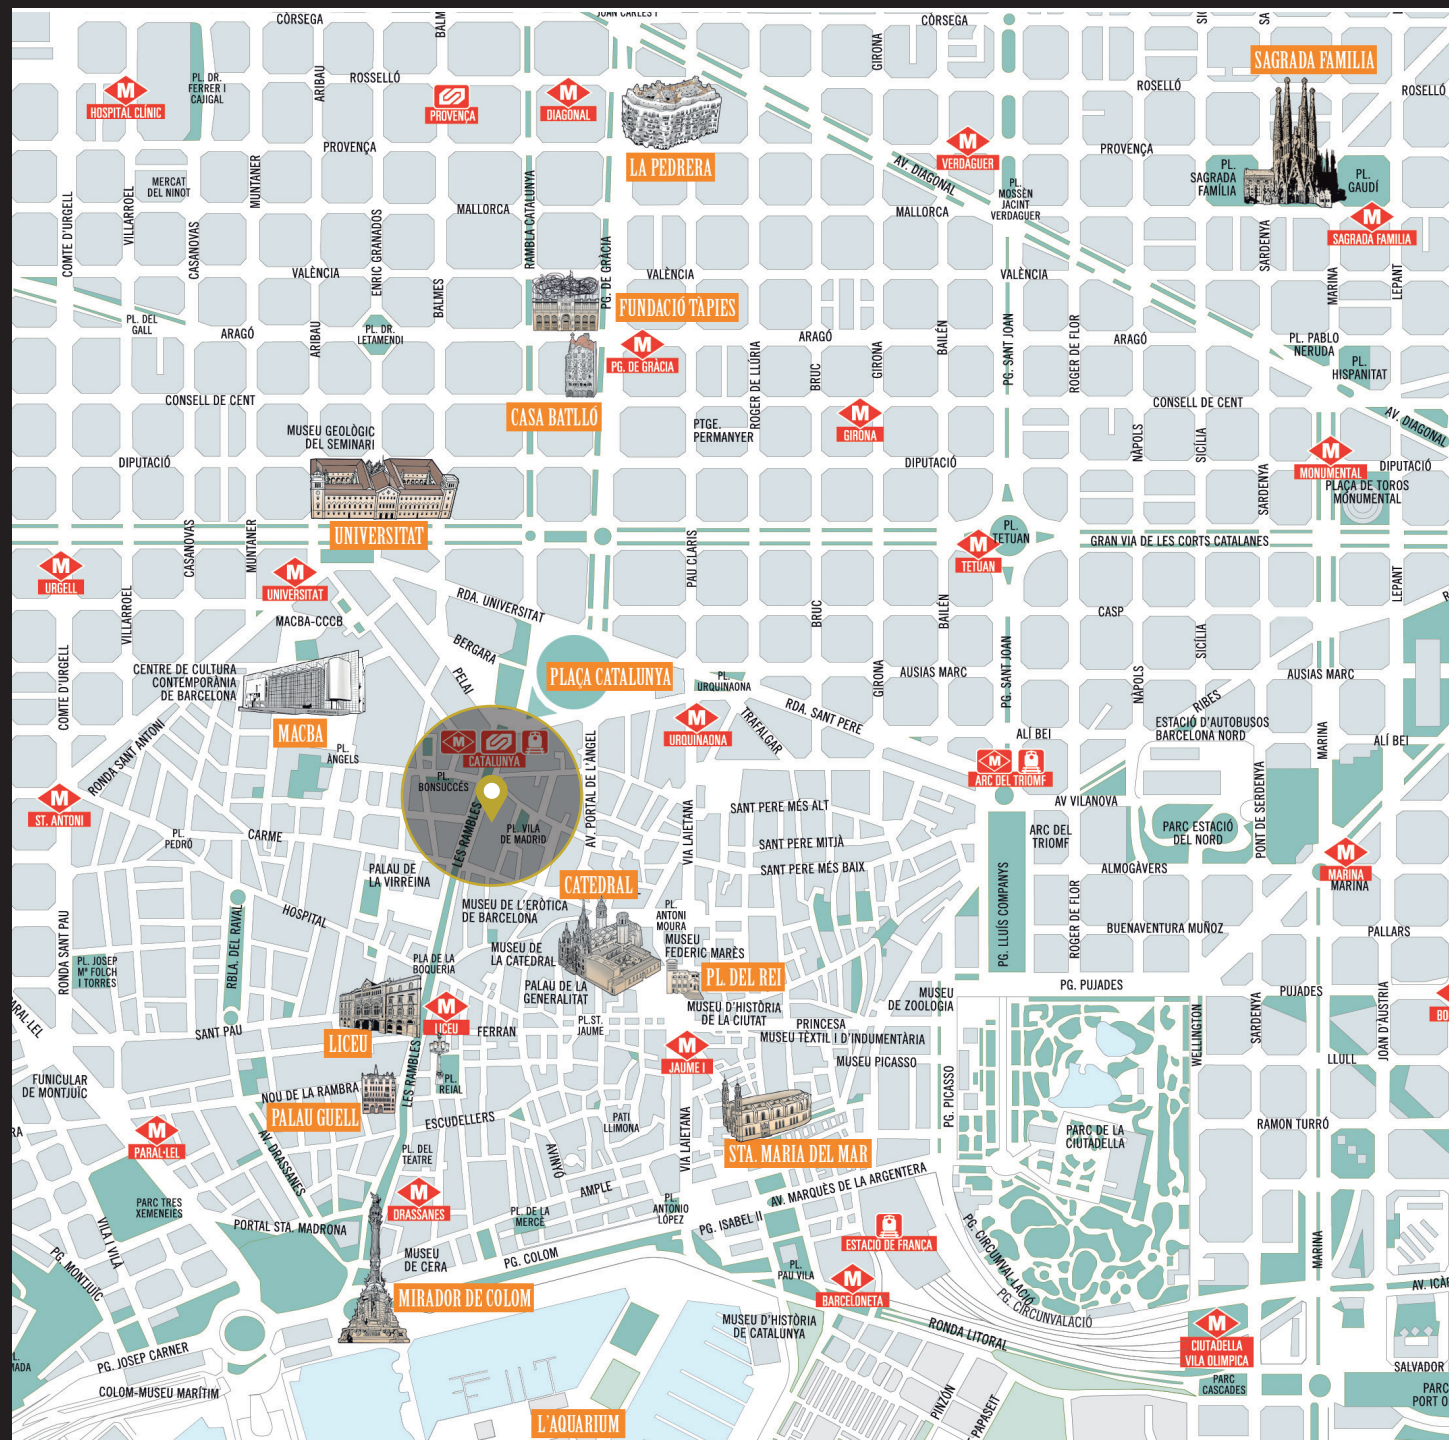 CÒRSEGA
BALM
JOAN CARLES I
CÒRSEGA
SAGRADA FAMILIA
PL. DR.
FERRER I
CAJIGAL
ARIBAU
ROSSELLÓ
GIRONA
ROSELLÓ
ROSELLÓ
M
HOSPITAL CLÍNIC
PROVENÇA
M
DIAGONAL
LA PEDRERA
M
VERDAGUER
PROVENÇA
PROVENÇA
AV. DIAGONAL
PL.
SAGRADA
FAMÍLIA
PL.
GAUDÍ
MERCAT
DEL NINOT
MUNTANER
PL.
MOSSÈN
JACINT
VERDAGUER
COMTE D'URGELL
VILLARROEL
CASANOVAS
ENRIC GRANADOS
MALLORCA
RAMBLA CATALUNYA
MALLORCA
M
SAGRADA FAMILIA
SARDENYA
VALÈNCIA
BALMES
PG. DE GRÀCIA
VALÈNCIA
VALÈNCIA
MARINA
LEPANT
FUNDACIÓ TÀPIES
PL. DEL
GALL
ARAGÓ
ARIBAU
PL. DR.
LETAMENDI
ARAGÓ
BAILÉN
PG. SANT JOAN
ROGER DE FLOR
ARAGÓ
PL. PABLO
NERUDA
PL.
HISPANITAT
M
PG. DE GRÀCIA
ROGER DE LLÚRIA
BRUC
GIRONA
CONSELL DE CENT
CASA BATLLÓ
CONSELL DE CENT
AV. DIAGONAL
MUSEU GEOLÒGIC
DEL SEMINARI
PTGE.
PERMANYER
M
GIRONA
NÀPOLS
SICÍLIA
DIPUTACIÓ
DIPUTACIÓ
M
MONUMENTAL
DIPUTACIÓ
PLAÇA DE TOROS
MONUMENTAL
SARDENYA
UNIVERSITAT
PL.
TETUAN
GRAN VIA DE LES CORTS CATALANES
M
TETUAN
M
URGELL
CASANOVAS
MUNTANER
M
UNIVERSITAT
PAU CLARIS
RDA. UNIVERSITAT
VILLARROEL
MACBA-CCCB
BRUC
BAILÉN
CASP
LEPANT
BERGARA
PG. SANT JOAN
SICÍLIA
CENTRE DE CULTURA
CONTEMPORÀNIA
DE BARCELONA
PELAI
PLAÇA CATALUNYA
PL.
URQUINAONA
GIRONA
AUSIAS MARC
NÀPOLS
AUSIAS MARC
COMTE D'URGELL
MACBA
M
URQUINAONA
TRAFALGAR
RDA. SANT PERE
RIBES
ESTACIÓ D'AUTOBUSOS
BARCELONA NORD
MARINA
ALÍ BEI
ALÍ BEI
RONDA SANT ANTONI
PL.
ÀNGELS
M
CATALUNYA
AV. PORTAL DE L'ÀNGEL
M
ARC DEL TRIOMF
PL.
BONSUCCÉS
M
ST. ANTONI
LES RAMBLES
PL. VILA
DE MADRID
VIA LAIETANA
SANT PERE MÉS ALT
AV VILANOVA
PONT DE SERDENYA
PL.
PEDRÓ
CARME
SANT PERE MITJÀ
ARC DEL
TRIOMF
PARC ESTACIÓ
DEL NORD
M
MARINA
MARINA
PALAU DE
LA VIRREINA
CATEDRAL
SANT PERE MÉS BAIX
ALMOGÀVERS
MUSEU DE L'ERÒTICA
DE BARCELONA
PL.
ANTONI
MOURA
HOSPITAL
RONDA SANT PAU
RBLA. DEL RAVAL
PG. LLUÍS COMPANYS
ROGER DE FLOR
BUENAVENTURA MUÑOZ
PALLARS
PL. JOSEP
Mª FOLCH
I TORRES
PLA DE LA
BOQUERIA
MUSEU DE
LA CATEDRAL
MUSEU
FEDERIC MARÈS
PL. DEL REI
PALAU DE LA
GENERALITAT
MUSEU
DE ZOOLOGIA
PG. PUJADES
PUJADES
SANT PAU
LICEU
M
LICEU
FERRAN
PL.ST.
JAUME
MUSEU D'HISTÒRIA
DE LA CIUTAT
PRINCESA
MUSEU TÈXTIL I D'INDUMENTÀRIA
SARDENYA
JOAN D'ÀUSTRIA
WELLINGTON
M
JAUME I
MUSEU PICASSO
LLULL
FUNICULAR
DE MONTJUÏC
NOU DE LA RAMBRA
PALAU GUELL
LES RAMBLES
PL.
REIAL
ESCUDELLERS
PATI
LLIMONA
VIA LAIETANA
PG. PICASSO
PARC DE LA
CIUTADELLA
RAMON TURRÓ
M
PARAL·LEL
AV. DRASSANES
PL. DEL
TEATRE
AVINYÓ
STA. MARIA DEL MAR
PARC TRES
XEMENEIES
M
DRASSANES
AMPLE
PL.
ANTONIO
LÓPEZ
AV. MARQUÈS DE LA ARGENTERA
PORTAL STA. MADRONA
PL. DE LA
MERCÈ
PG. ISABEL II
VILA I VILÀ
PG. MONTJUÏC
MUSEU
DE CERA
PG. COLOM
ESTACIÓ DE FRANÇA
PG. CIRCUMVAL·LACIÓ
MARINA
PL.
PAU VILA
M
BARCELONETA
AV. ICÀR
MIRADOR DE COLOM
PG. CIRCUNVALACIÓ
MUSEU D'HISTÒRIA
DE CATALUNYA
RONDA LITORAL
M
CIUTADELLA
VILA OLIMPICA
PG. JOSEP CARNER
COLOM-MUSEU MARÍTIM
SALVADOR
PARC
CASCADES
PARC
PORT O
PINZÓN
PAPASEIT
L'AQUARIUM